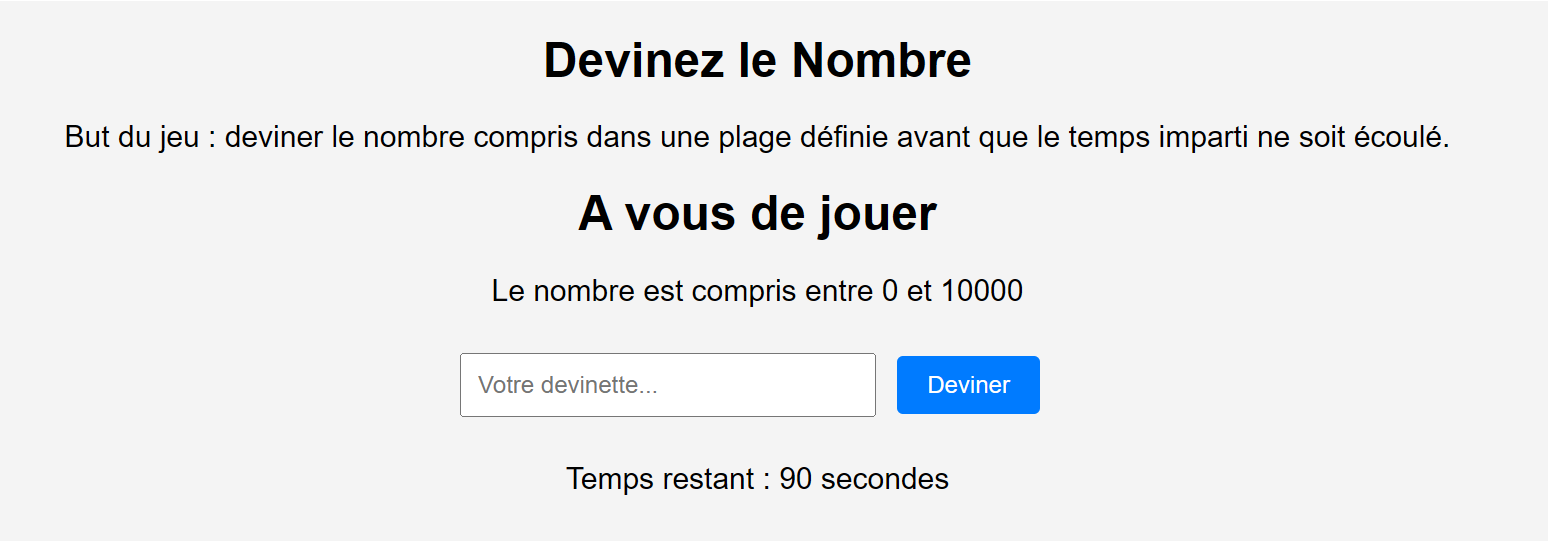 Devinez le Nombre
But du jeu : deviner le nombre compris dans une plage définie avant que le temps imparti ne soit écoulé.
A vous de jouer
Le nombre est compris entre 0 et 10000
Votre devinette... Deviner
Temps restant : 90 secondes